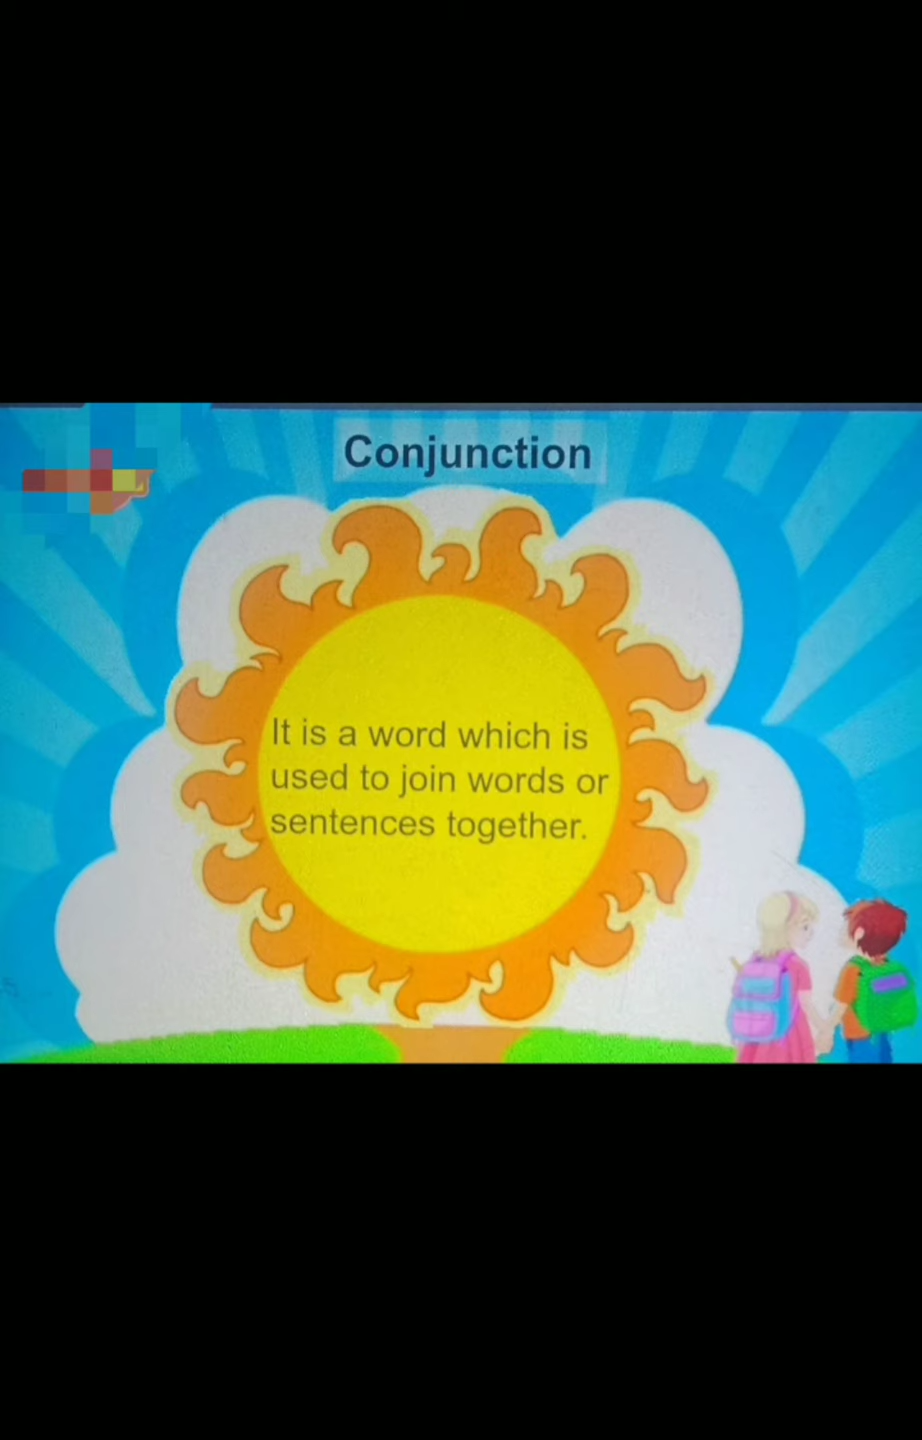 Conjunction
It is a word which is
used to join words or
sentences together.